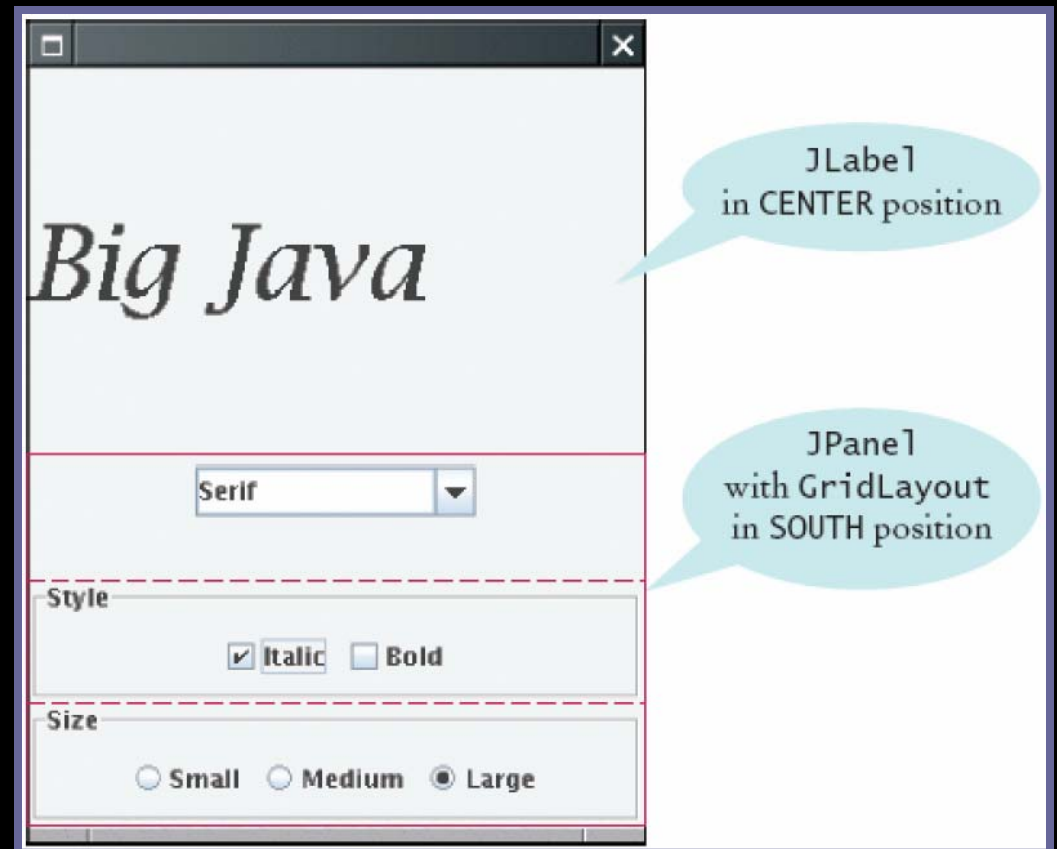 Big Java
Serif
Style
Italic Bold
Size
Small Medium Large
JLabel
in CENTER position
JPanel
with GridLayout
in SOUTH position